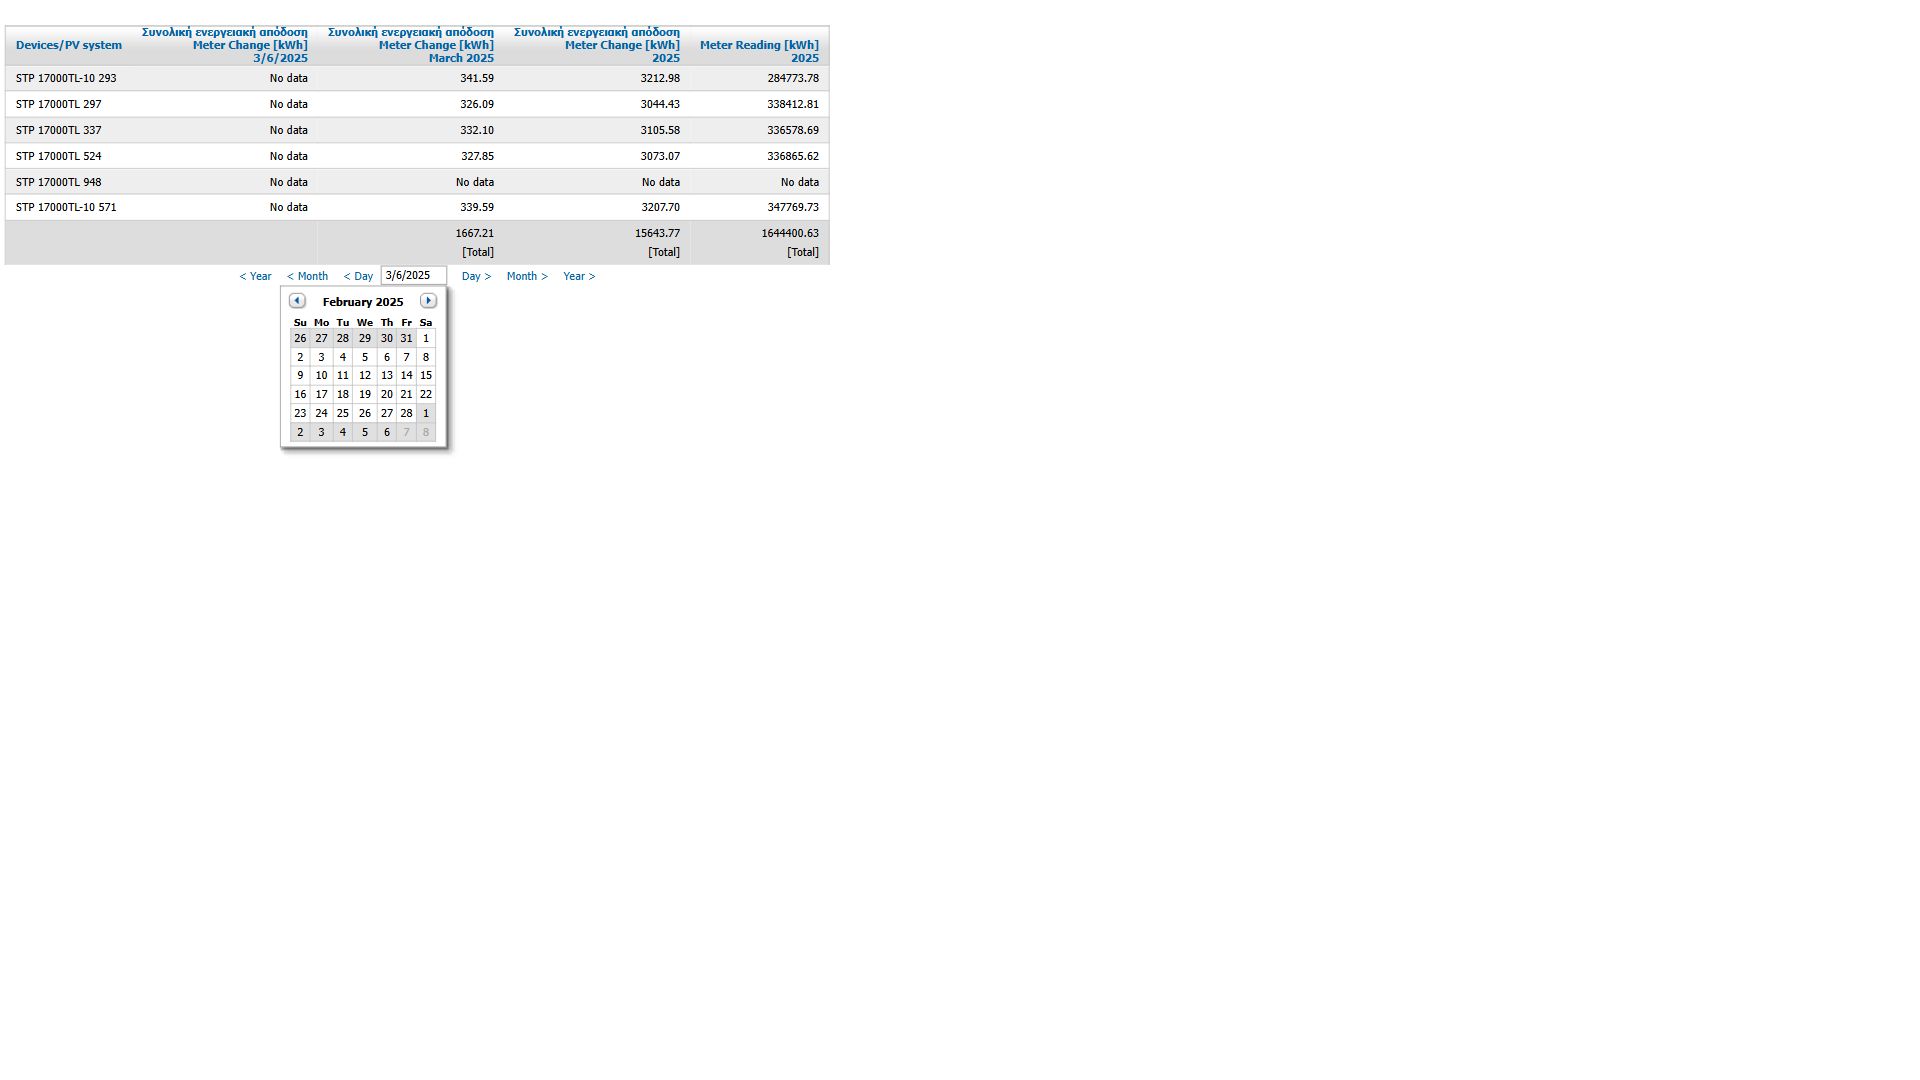 Devices/PV system Συνολική ενεργειακή απόδοση Meter Change [kWh] 3/6/2025 Συνολική ενεργειακή απόδοση Meter Change [kWh] March 2025 Συνολική ενεργειακή απόδοση Meter Change [kWh] 2025 Meter Reading [kWh] 2025
STP 17000TL-10 293 No data 341.59 3212.98 284773.78
STP 17000TL 297 No data 326.09 3044.43 338412.81
STP 17000TL 337 No data 332.10 3105.58 336578.69
STP 17000TL 524 No data 327.85 3073.07 336865.62
STP 17000TL 948 No data No data No data No data
STP 17000TL-10 571 No data 339.59 3207.70 347769.73
1667.21 15643.77 1644400.63
[Total] [Total] [Total]
< Year < Month < Day 3/6/2025 Day > Month > Year >
February 2025
Su Mo Tu We Th Fr Sa
26 27 28 29 30 31 1
2 3 4 5 6 7 8
9 10 11 12 13 14 15
16 17 18 19 20 21 22
23 24 25 26 27 28 1
2 3 4 5 6 7 8